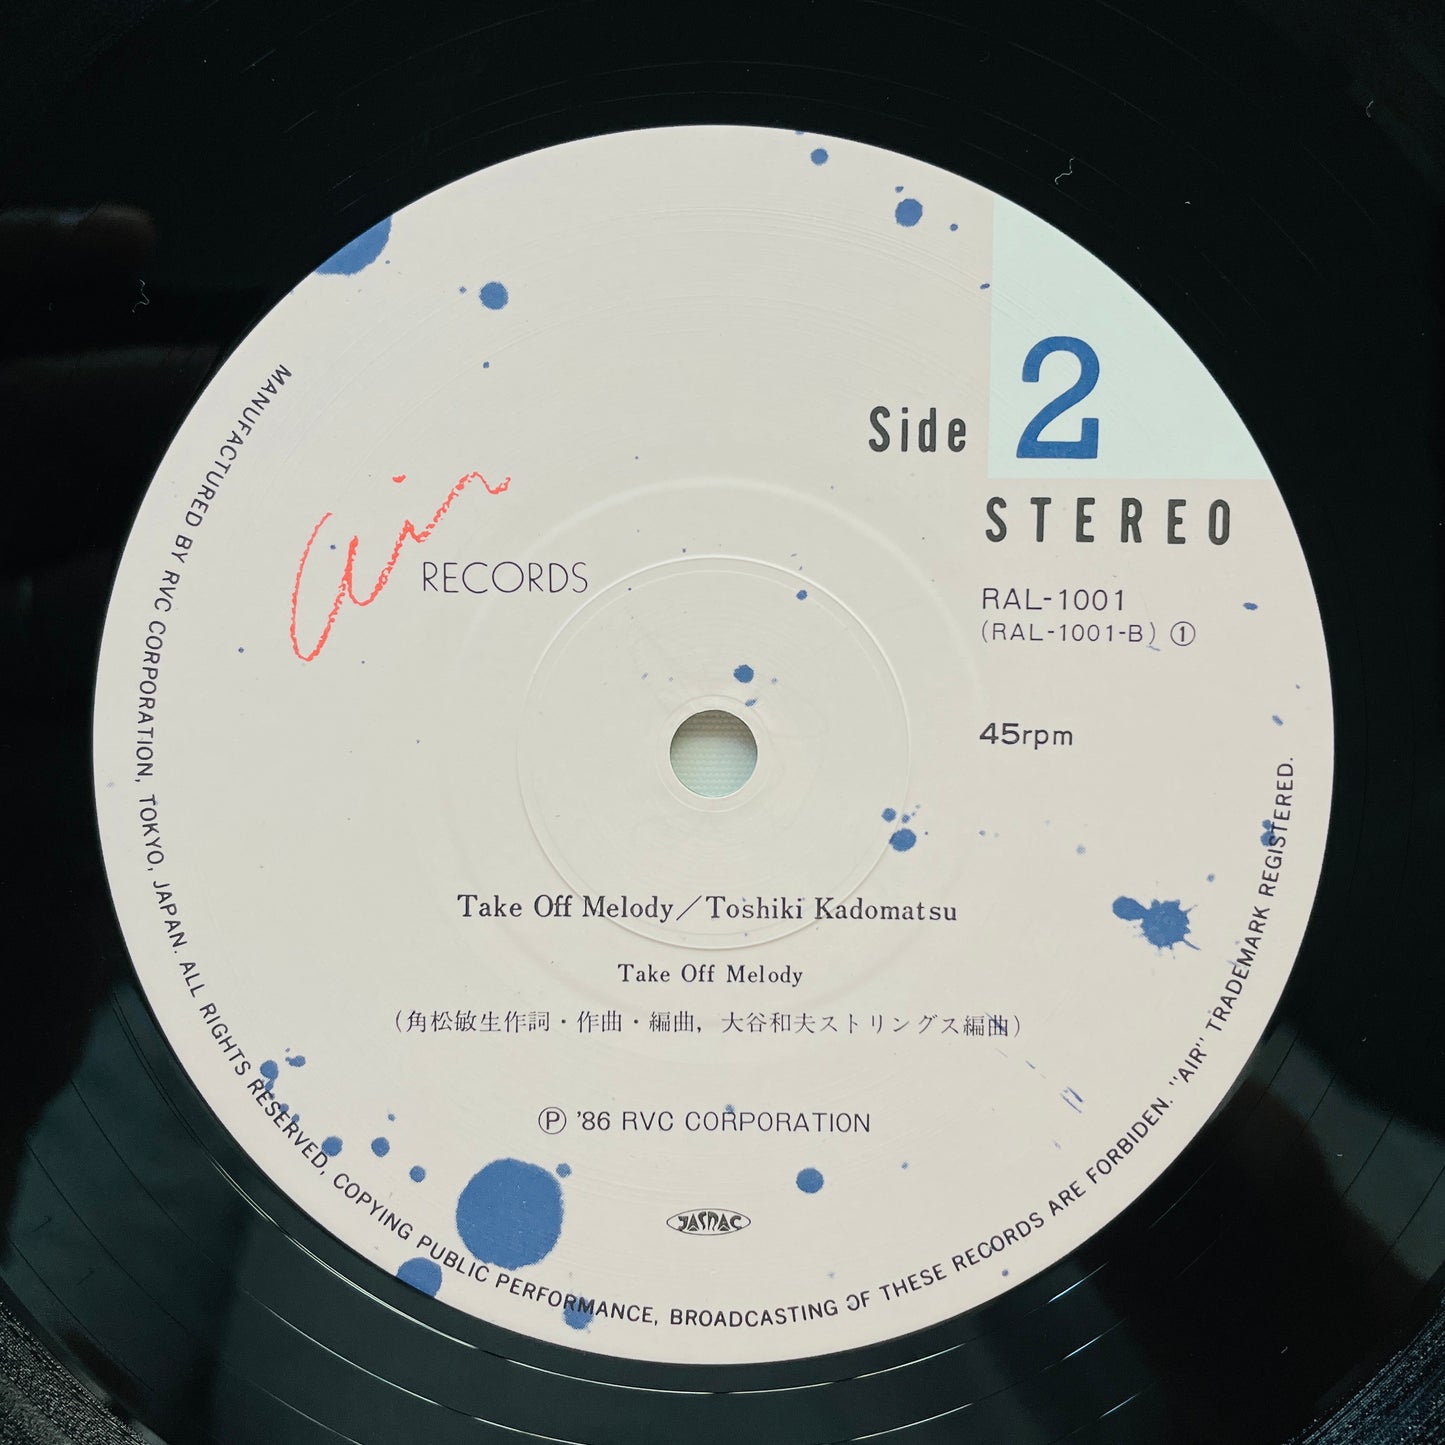 Side 2
STEREO
air RECORDS
RAL-1001
(RAL-1001-B) ①
45rpm
Take Off Melody／Toshiki Kadomatsu
Take Off Melody
(角松敏生作詞・作曲・編曲, 大谷和夫ストリングス編曲)
Ⓟ '86 RVC CORPORATION
JASRAC
MANUFACTURED BY RVC CORPORATION, TOKYO, JAPAN. ALL RIGHTS RESERVED, COPYING PUBLIC PERFORMANCE, BROADCASTING OF THESE RECORDS ARE FORBIDEN. "AIR" TRADEMARK REGISTERED.